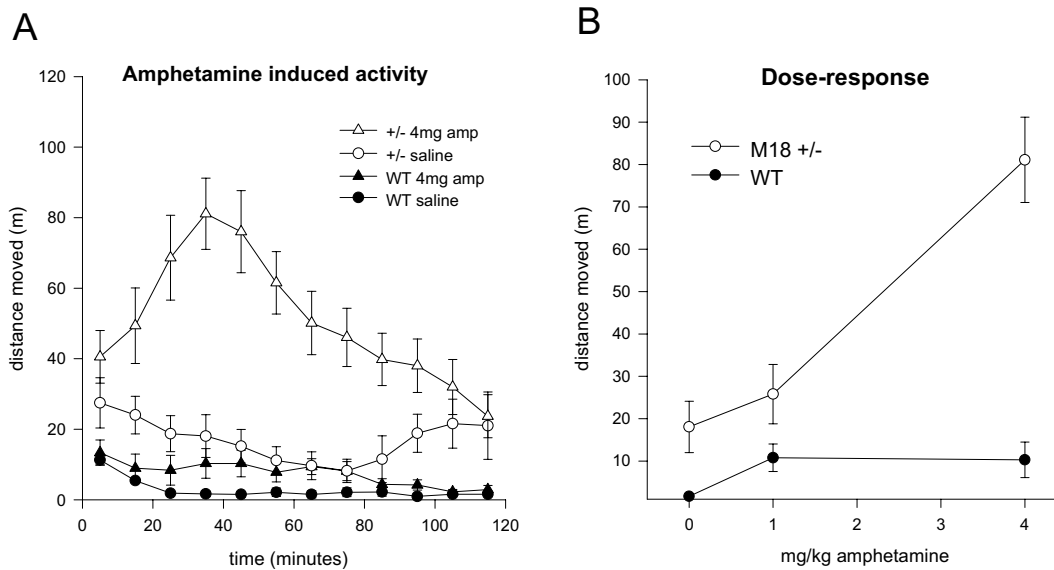 A
Amphetamine induced activity
120
100
80
60
40
20
0
distance moved (m)
+/- 4mg amp
+/- saline
WT 4mg amp
WT saline
0 20 40 60 80 100 120
time (minutes)
B
Dose-response
100
90
80
70
60
50
40
30
20
10
distance moved (m)
M18 +/-
WT
0 1 2 3 4
mg/kg amphetamine